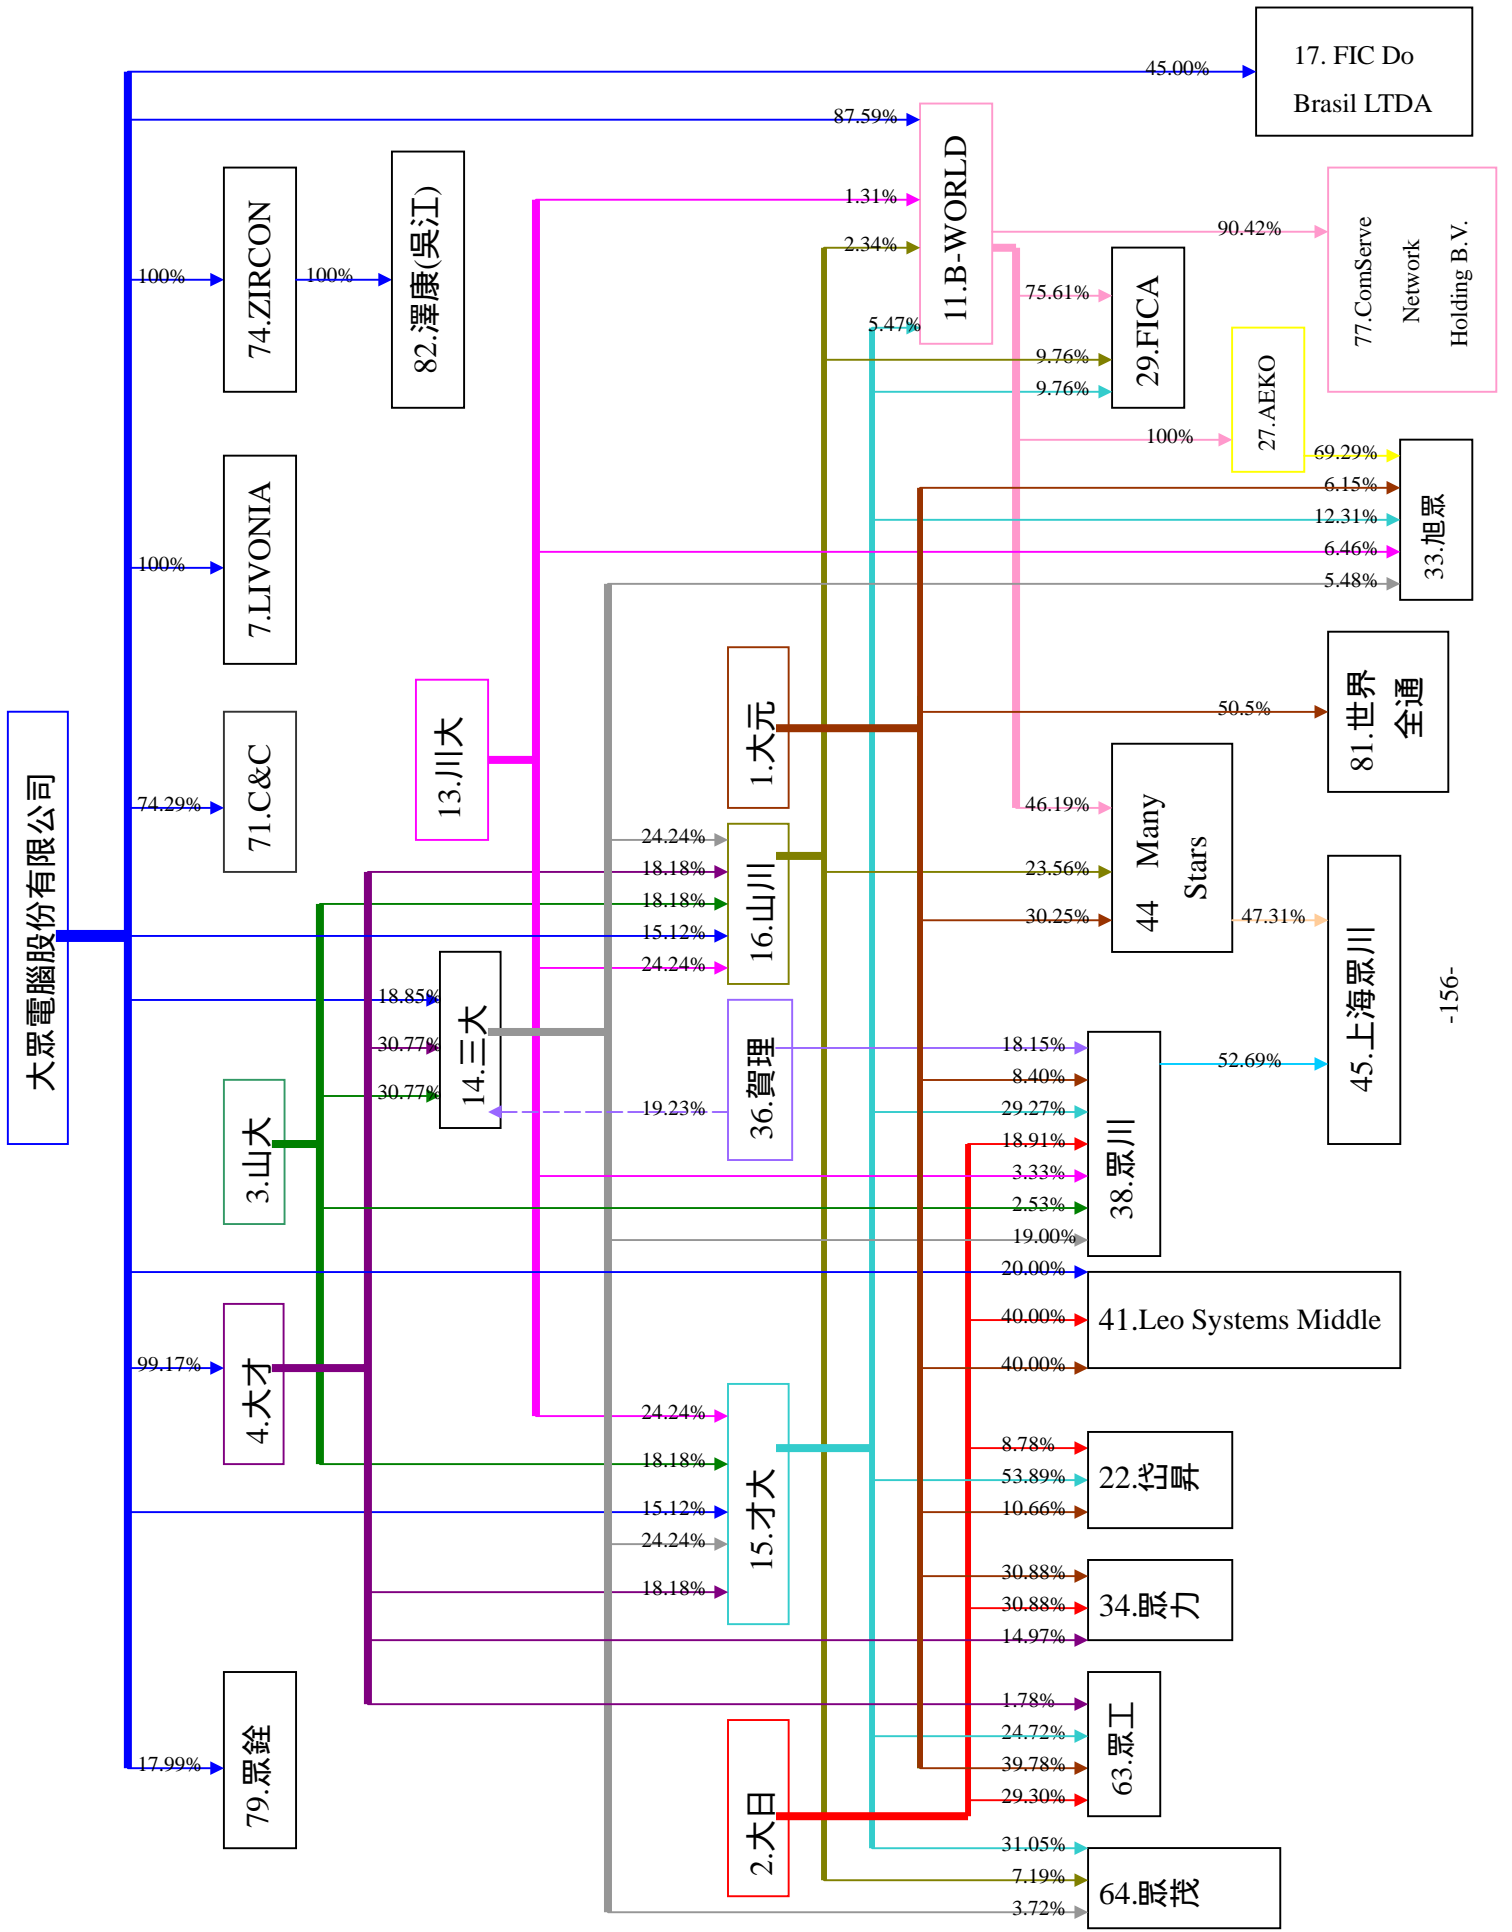 大眾電腦股份有限公司
79.眾銓
4.大才
3.山大
71.C&C
7.LIVONIA
74.ZIRCON
82.澤康(吳江)
17.99%
99.17%
74.29%
100%
100%
100%
14.三大
13.川大
30.77%
30.77%
18.85%
19.23%
2.大日
15.才大
36.賀理
16.山川
1.大元
18.18%
24.24%
15.12%
18.18%
24.24%
24.24%
15.12%
18.18%
18.18%
24.24%
11.B-WORLD
5.47%
2.34%
1.31%
87.59%
64.眾茂
3.72%
7.19%
31.05%
63.眾工
29.30%
39.78%
24.72%
1.78%
34.眾力
14.97%
30.88%
30.88%
22.岱昇
10.66%
53.89%
8.78%
41.Leo Systems Middle
40.00%
40.00%
20.00%
38.眾川
19.00%
2.53%
3.33%
18.91%
29.27%
8.40%
18.15%
44 Many
Stars
30.25%
23.56%
46.19%
29.FICA
9.76%
9.76%
75.61%
27.AEKO
100%
45.上海眾川
52.69%
47.31%
81.世界
全通
50.5%
33.旭眾
5.48%
6.46%
12.31%
6.15%
69.29%
77.ComServe
Network
Holding B.V.
90.42%
17. FIC Do
Brasil LTDA
45.00%
-156-